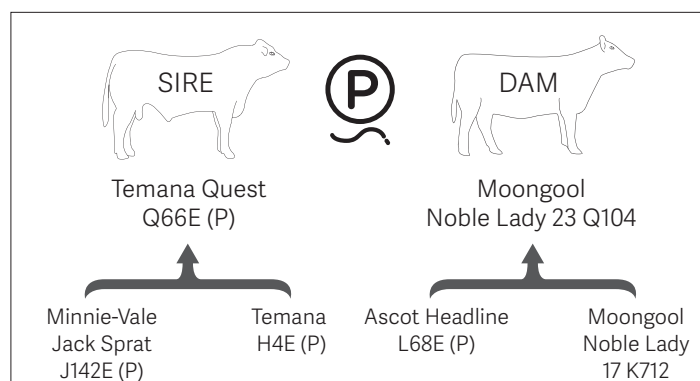 SIRE
P
DAM
Temana Quest
Q66E (P)
Moongool
Noble Lady 23 Q104
Minnie-Vale
Jack Sprat
J142E (P)
Temana
H4E (P)
Ascot Headline
L68E (P)
Moongool
Noble Lady
17 K712